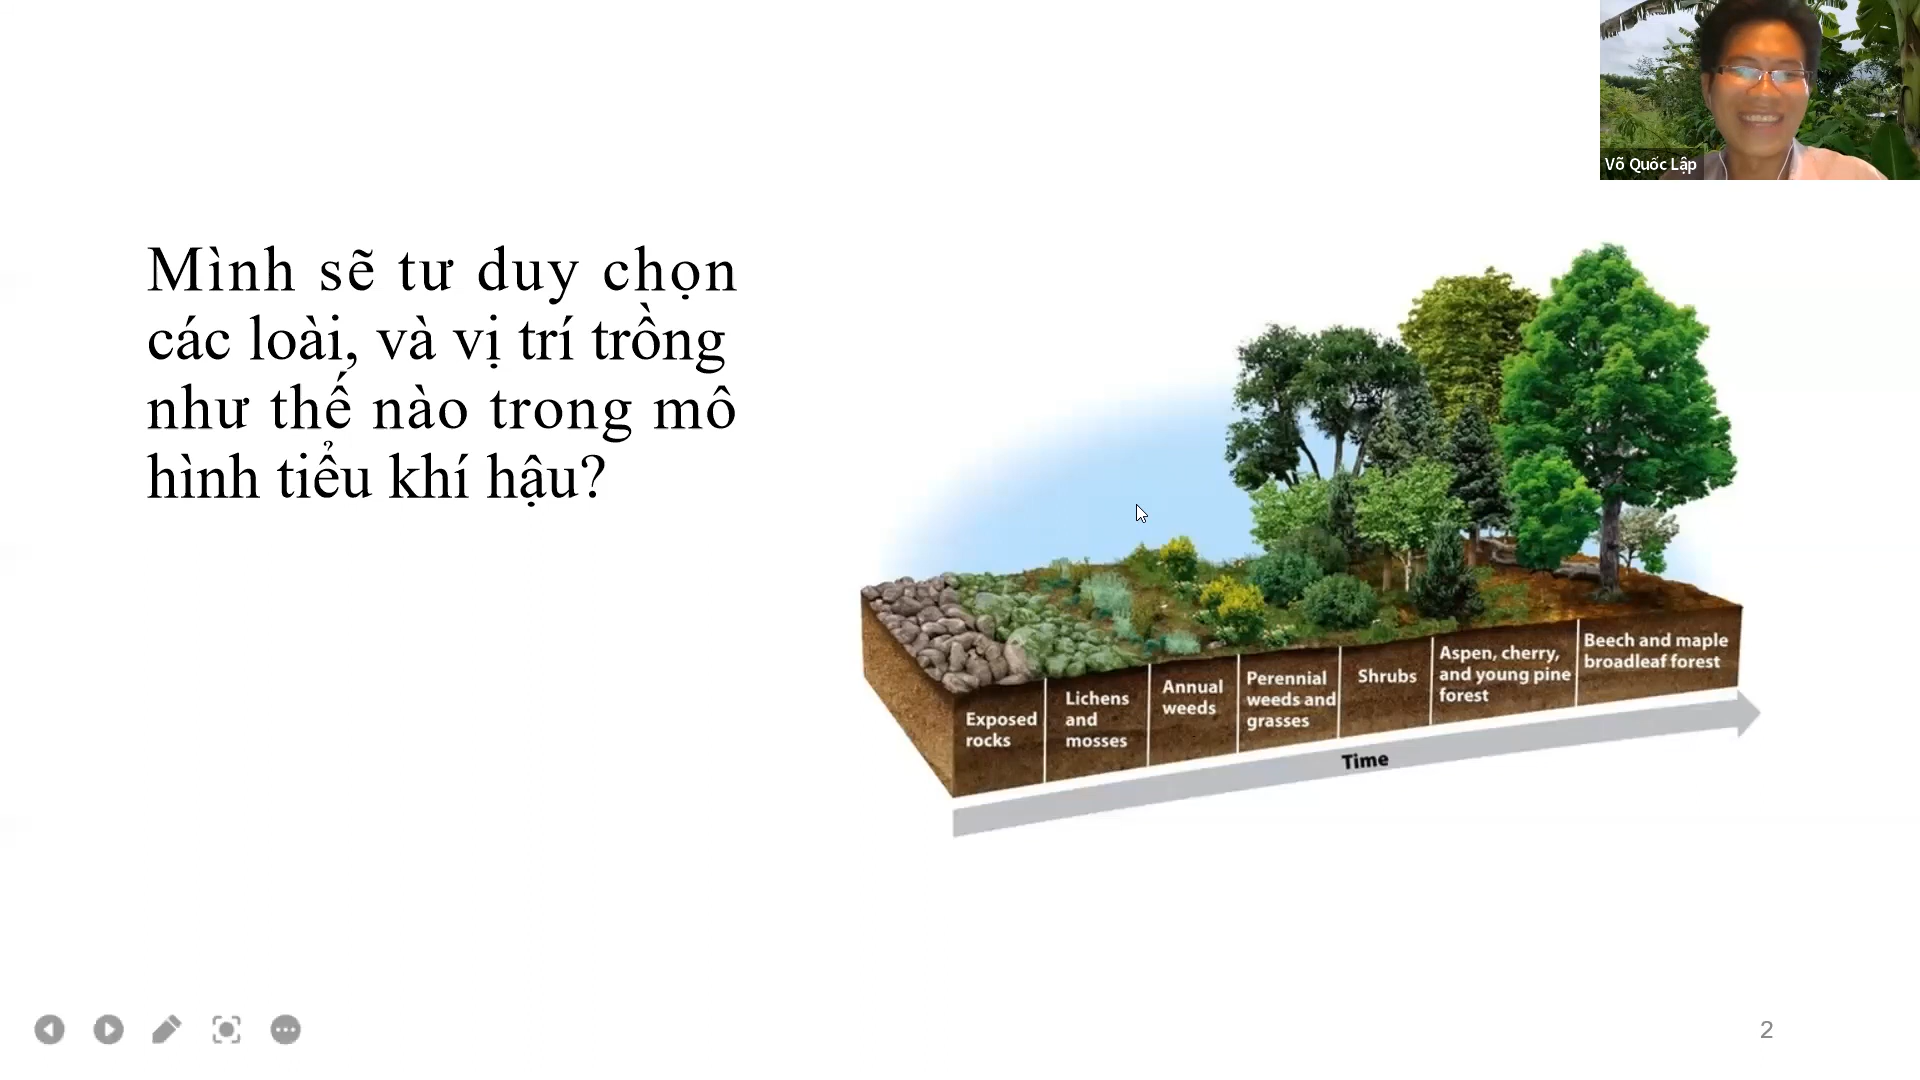 Võ Quốc Lập
Mình sẽ tư duy chọn
các loài, và vị trí trồng
như thế nào trong mô
hình tiểu khí hậu?
Exposed
rocks
Lichens
and
mosses
Annual
weeds
Perennial
weeds and
grasses
Shrubs
Aspen, cherry,
and young pine
forest
Beech and maple
broadleaf forest
Time
2